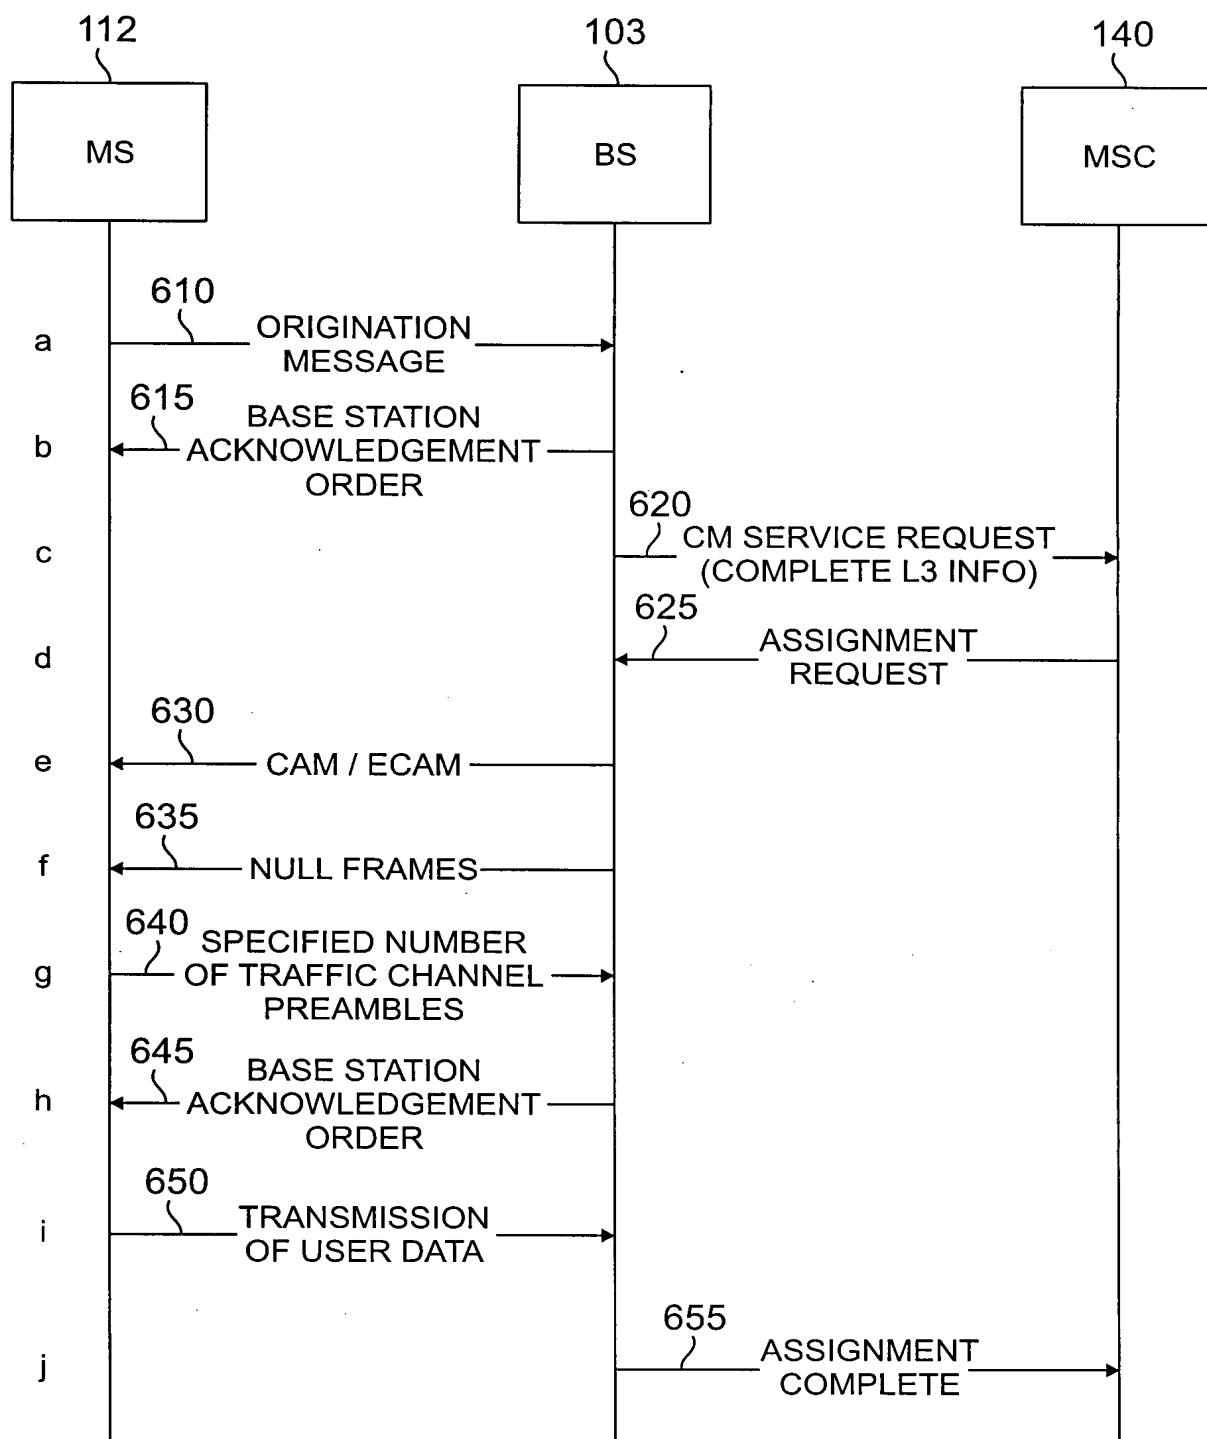 112
103
140
MS
BS
MSC
610
a
ORIGINATION
MESSAGE
615
b
BASE STATION
ACKNOWLEDGEMENT
ORDER
620
c
CM SERVICE REQUEST
(COMPLETE L3 INFO)
625
d
ASSIGNMENT
REQUEST
630
e
CAM / ECAM
635
f
NULL FRAMES
640
g
SPECIFIED NUMBER
OF TRAFFIC CHANNEL
PREAMBLES
645
h
BASE STATION
ACKNOWLEDGEMENT
ORDER
650
i
TRANSMISSION
OF USER DATA
655
j
ASSIGNMENT
COMPLETE